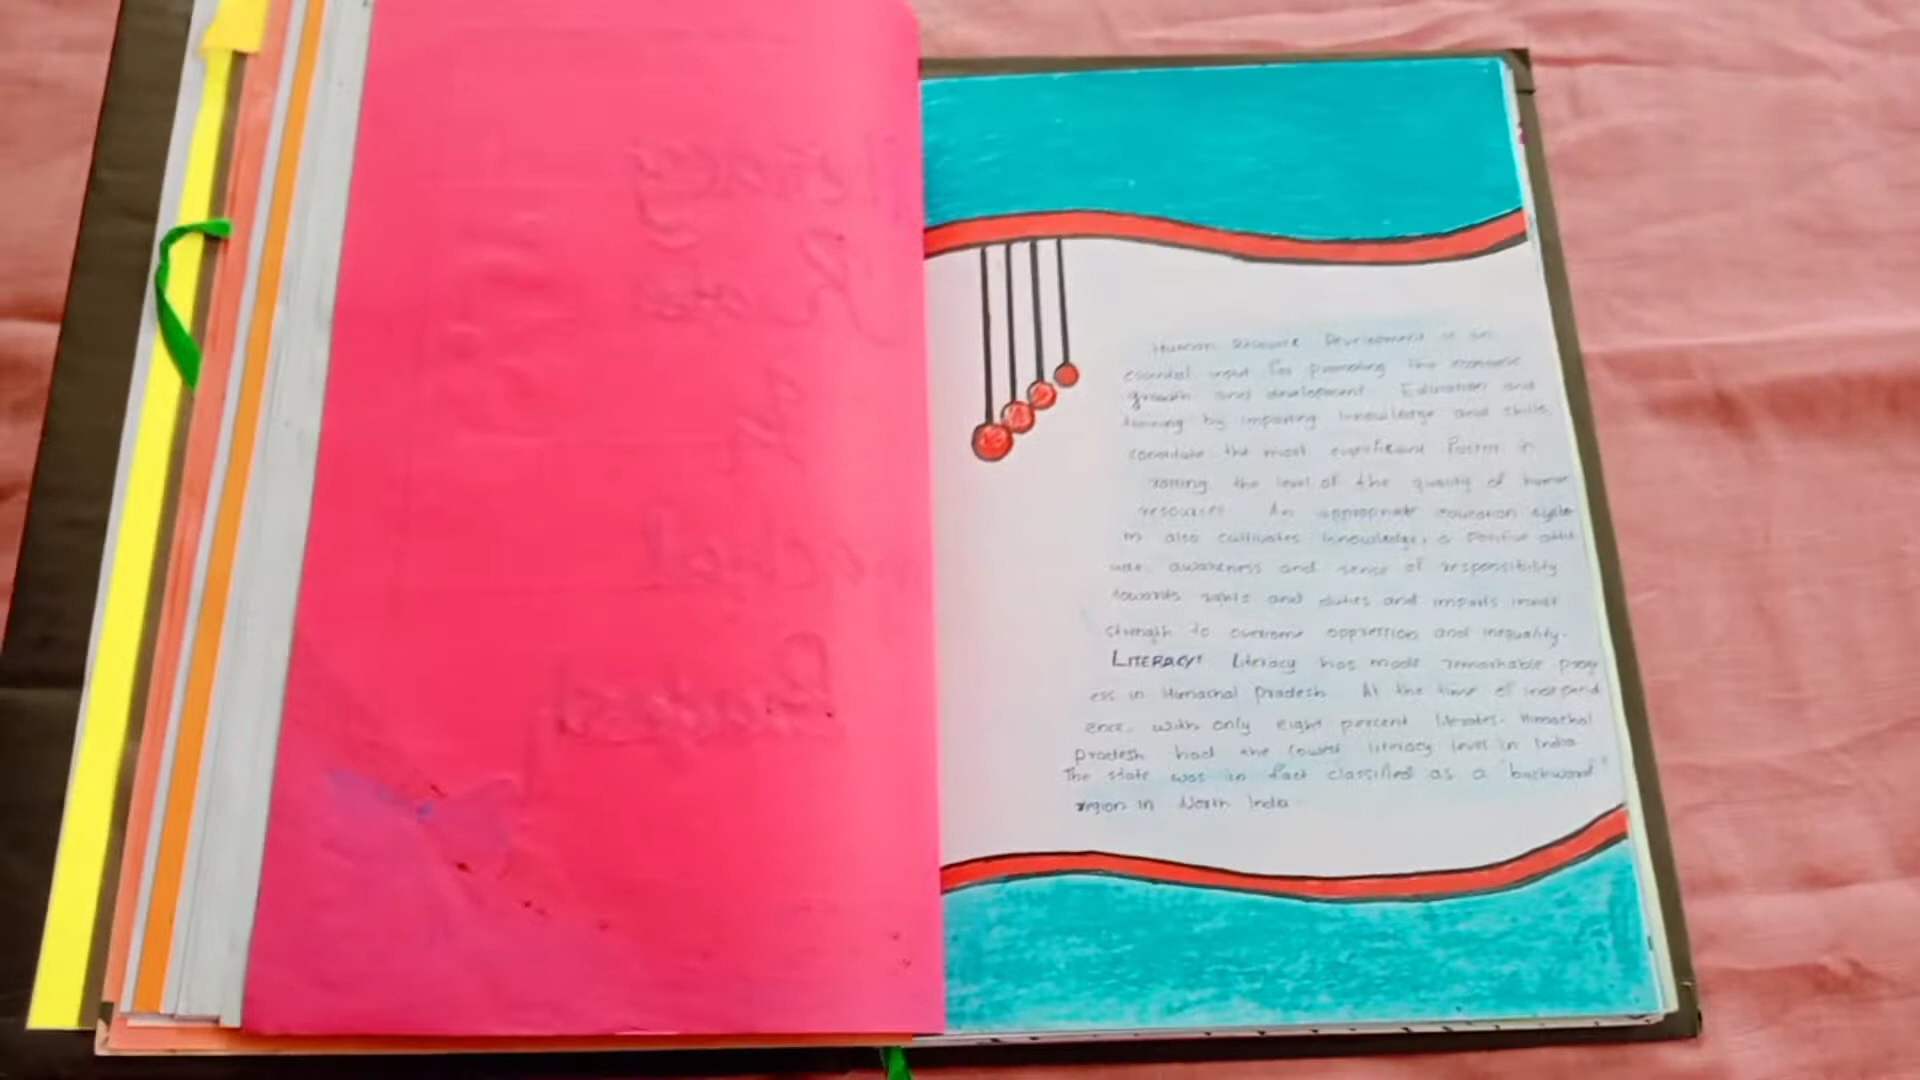 Human Resource Development is an
essential input for promoting the economic
growth and development. Education and
training by imparting knowledge and skills,
constitute the most significant factor in
raising the level of the quality of human
resources. An appropriate education syste
m also cultivates knowledge, a positive attit
ude, awareness and sense of responsibility
towards rights and duties and imparts inner
strength to overcome oppression and inequality.
LITERACY: Literacy has made remarkable progr
ess in Himachal Pradesh. At the time of independ
ence, with only eight percent literates. Himachal
Pradesh had the lowest literacy level in India.
The state was in fact classified as a "backward"
region in North India.